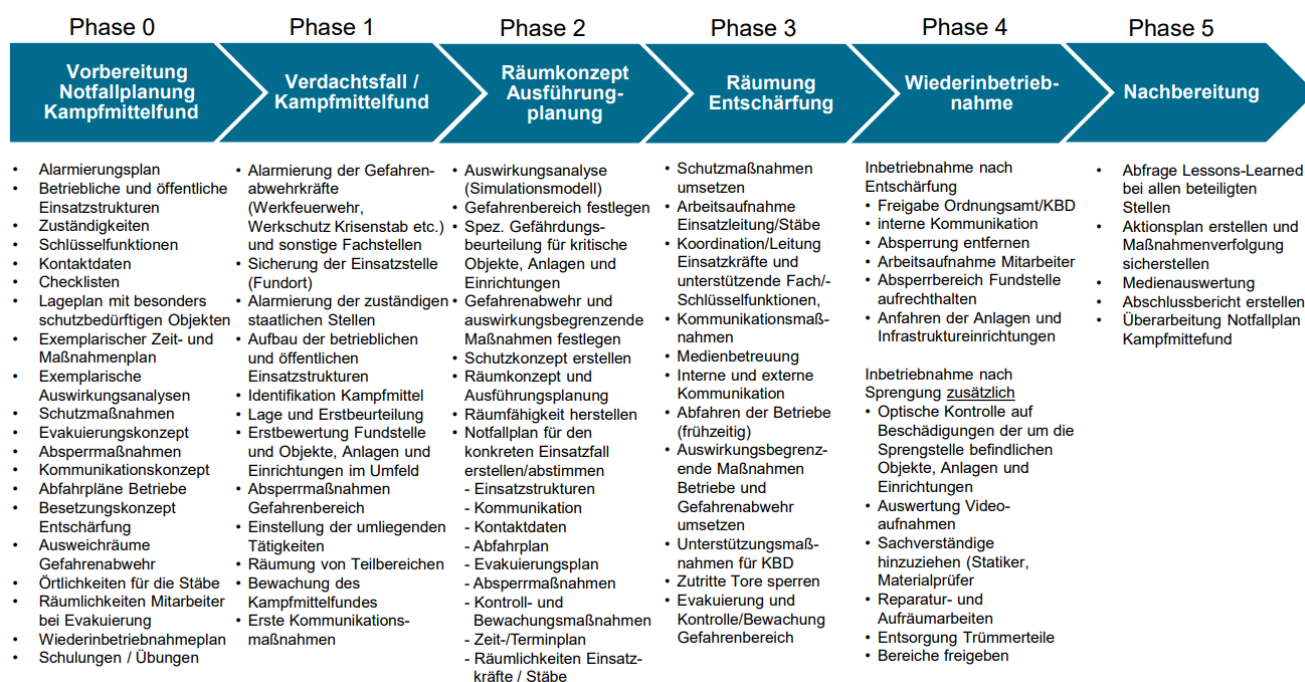 Phase 0
Phase 1
Phase 2
Phase 3
Phase 4
Phase 5
Vorbereitung
Notfallplanung
Kampfmittelfund
Verdachtsfall /
Kampfmittelfund
Räumkonzept
Ausführung-
planung
Räumung
Entschärfung
Wiederinbetrieb-
nahme
Nachbereitung
• Alarmierungsplan
• Betriebliche und öffentliche
Einsatzstrukturen
• Zuständigkeiten
• Schlüsselfunktionen
• Kontaktdaten
• Checklisten
• Lageplan mit besonders
schutzbedürftigen Objekten
• Exemplarischer Zeit- und
Maßnahmenplan
• Exemplarische
Auswirkungsanalysen
• Schutzmaßnahmen
• Evakuierungskonzept
• Absperrmaßnahmen
• Kommunikationskonzept
• Abfahrpläne Betriebe
• Besetzungskonzept
Entschärfung
• Ausweichräume
Gefahrenabwehr
• Örtlichkeiten für die Stäbe
• Räumlichkeiten Mitarbeiter
bei Evakuierung
• Wiederinbetriebnahmeplan
• Schulungen / Übungen
• Alarmierung der Gefahren-
abwehrkräfte
(Werkfeuerwehr,
Werkschutz Krisenstab etc.)
und sonstige Fachstellen
• Sicherung der Einsatzstelle
(Fundort)
• Alarmierung der zuständigen
staatlichen Stellen
• Aufbau der betrieblichen
und öffentlichen
Einsatzstrukturen
• Identifikation Kampfmittel
• Lage und Erstbeurteilung
• Erstbewertung Fundstelle
und Objekte, Anlagen und
Einrichtungen im Umfeld
• Absperrmaßnahmen
Gefahrenbereich
• Einstellung der umliegenden
Tätigkeiten
• Räumung von Teilbereichen
• Bewachung des
Kampfmittelfundes
• Erste Kommunikations-
maßnahmen
• Auswirkungsanalyse
(Simulationsmodell)
• Gefahrenbereich festlegen
• Spez. Gefährdungs-
beurteilung für kritische
Objekte, Anlagen und
Einrichtungen
• Gefahrenabwehr und
auswirkungsbegrenzende
Maßnahmen festlegen
• Schutzkonzept erstellen
• Räumkonzept und
Ausführungsplanung
• Räumfähigkeit herstellen
• Notfallplan für den
konkreten Einsatzfall
erstellen/abstimmen
- Einsatzstrukturen
- Kommunikation
- Kontaktdaten
- Abfahrplan
- Evakuierungsplan
- Absperrmaßnahmen
- Kontroll- und
Bewachungsmaßnahmen
- Zeit-/Terminplan
- Räumlichkeiten Einsatz-
kräfte / Stäbe
• Schutzmaßnahmen
umsetzen
• Arbeitsaufnahme
Einsatzleitung/Stäbe
• Koordination/Leitung
Einsatzkräfte und
unterstützende Fach/-
Schlüsselfunktionen,
• Kommunikationsmaß-
nahmen
• Medienbetreuung
• Interne und externe
Kommunikation
• Abfahren der Betriebe
(frühzeitig)
• Auswirkungsbegrenz-
ende Maßnahmen
Betriebe und
Gefahrenabwehr
umsetzen
• Unterstützungsmaß-
nahmen für KBD
• Zutritte Tore sperren
• Evakuierung und
Kontrolle/Bewachung
Gefahrenbereich
Inbetriebnahme nach
Entschärfung
• Freigabe Ordnungsamt/KBD
• interne Kommunikation
• Absperrung entfernen
• Arbeitsaufnahme Mitarbeiter
• Absperrbereich Fundstelle
aufrechthalten
• Anfahren der Anlagen und
Infrastruktureinrichtungen
Inbetriebnahme nach
Sprengung zusätzlich
• Optische Kontrolle auf
Beschädigungen der um die
Sprengstelle befindlichen
Objekte, Anlagen und
Einrichtungen
• Auswertung Video-
aufnahmen
• Sachverständige
hinzuziehen (Statiker,
Materialprüfer
• Reparatur- und
Aufräumarbeiten
• Entsorgung Trümmerteile
• Bereiche freigeben
• Abfrage Lessons-Learned
bei allen beteiligten
Stellen
• Aktionsplan erstellen und
Maßnahmenverfolgung
sicherstellen
• Medienauswertung
• Abschlussbericht erstellen
• Überarbeitung Notfallplan
Kampfmittefund